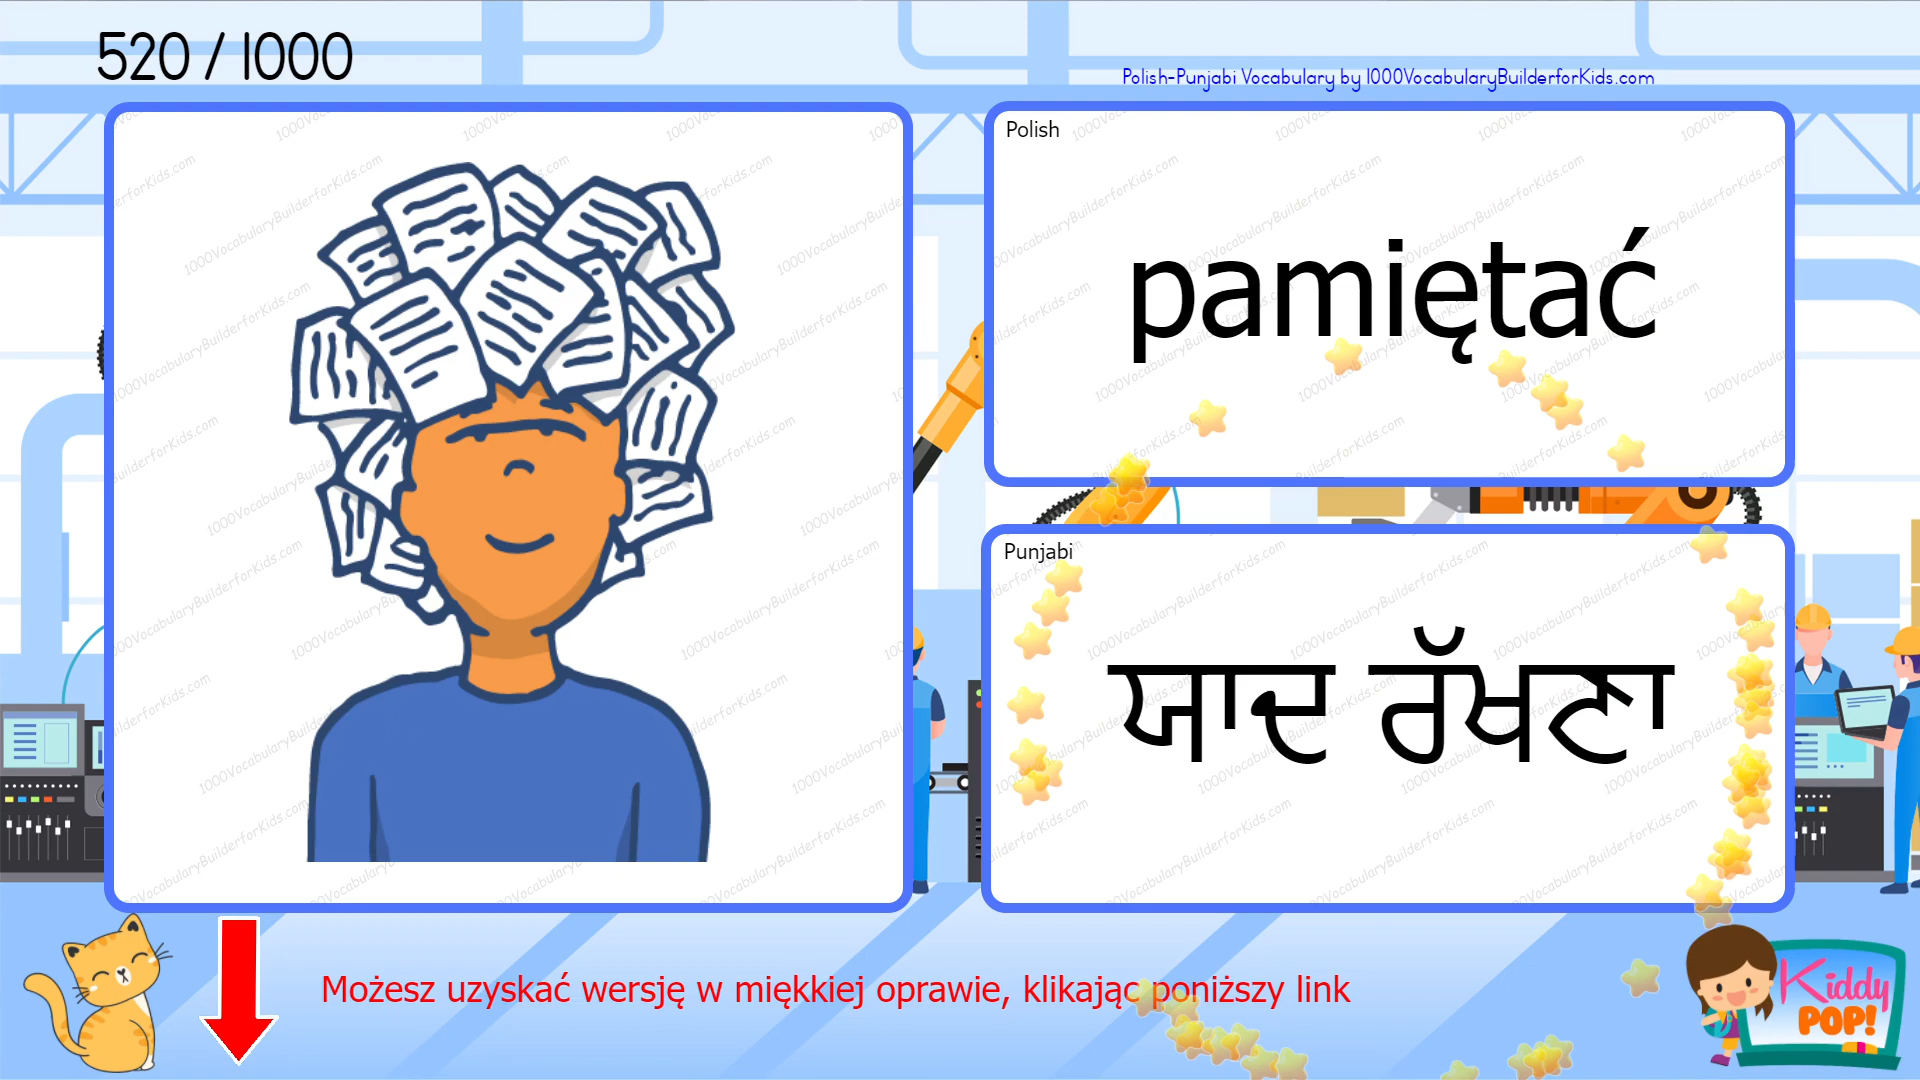 520 / 1000
Polish-Punjabi Vocabulary by 1000VocabularyBuilderforKids.com
Polish
pamiętać
Punjabi
ਯਾਦ ਰੱਖਣਾ
Możesz uzyskać wersję w miękkiej oprawie, klikając poniższy link
Kiddy
POP!